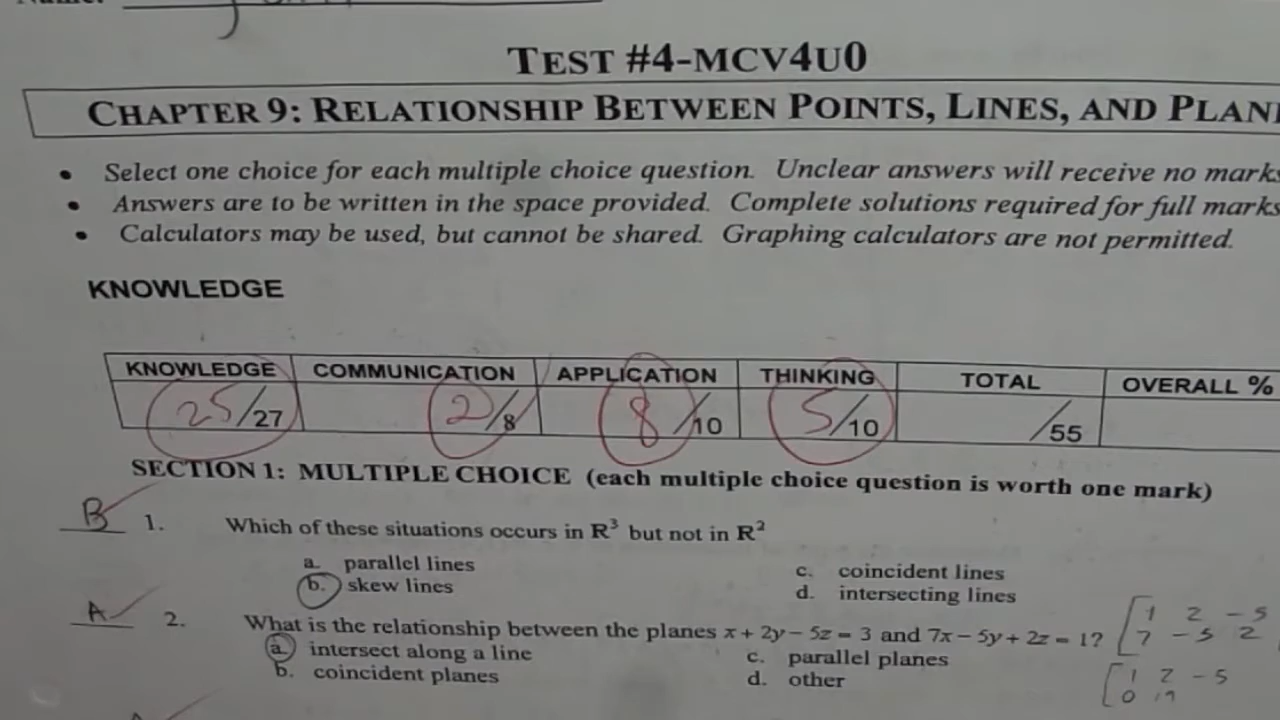 TEST #4-MCV4U0
CHAPTER 9: RELATIONSHIP BETWEEN POINTS, LINES, AND
• Select one choice for each multiple choice question. Unclear answers will receive no marks
• Answers are to be written in the space provided. Complete solutions required for full marks
• Calculators may be used, but cannot be shared. Graphing calculators are not permitted.
KNOWLEDGE
KNOWLEDGE COMMUNICATION APPLICATION THINKING TOTAL OVERALL %
25/27 2/8 8/10 5/10 /55
SECTION 1: MULTIPLE CHOICE (each multiple choice question is worth one mark)
B 1. Which of these situations occurs in R³ but not in R²
a. parallel lines c. coincident lines
b. skew lines d. intersecting lines
A 2. What is the relationship between the planes x + 2y – 5z = 3 and 7x – 5y + 2z = 1? [1 2 -5
7 -5 2
a. intersect along a line c. parallel planes
b. coincident planes d. other
[1 2 -5
0